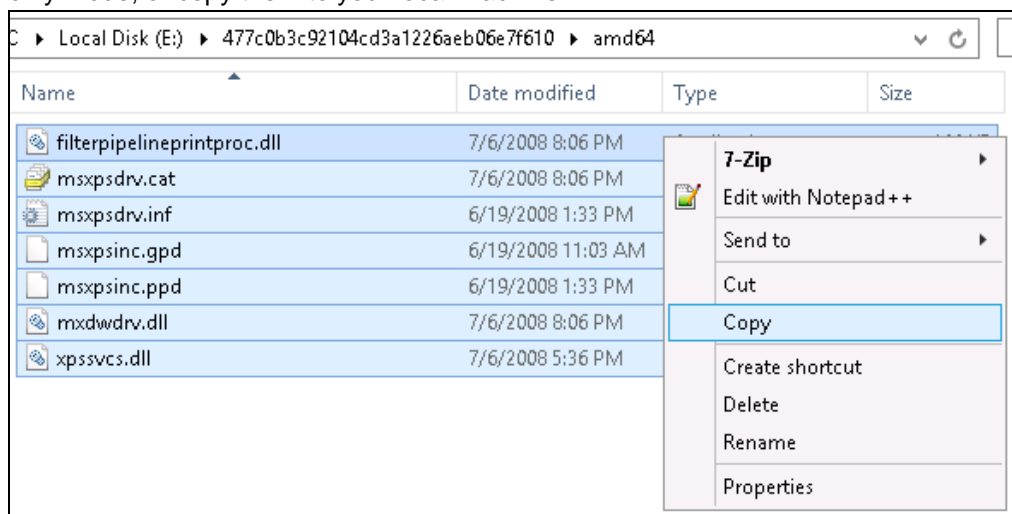 C ▸ Local Disk (E:) ▸ 477c0b3c92104cd3a1226aeb06e7f610 ▸ amd64
Name Date modified Type Size
filterpipelineprintproc.dll 7/6/2008 8:06 PM
msxpsdrv.cat 7/6/2008 8:06 PM
msxpsdrv.inf 6/19/2008 1:33 PM
msxpsinc.gpd 6/19/2008 11:03 AM
msxpsinc.ppd 6/19/2008 1:33 PM
mxdwdrv.dll 7/6/2008 8:06 PM
xpssvcs.dll 7/6/2008 5:36 PM
7-Zip
Edit with Notepad++
Send to
Cut
Copy
Create shortcut
Delete
Rename
Properties